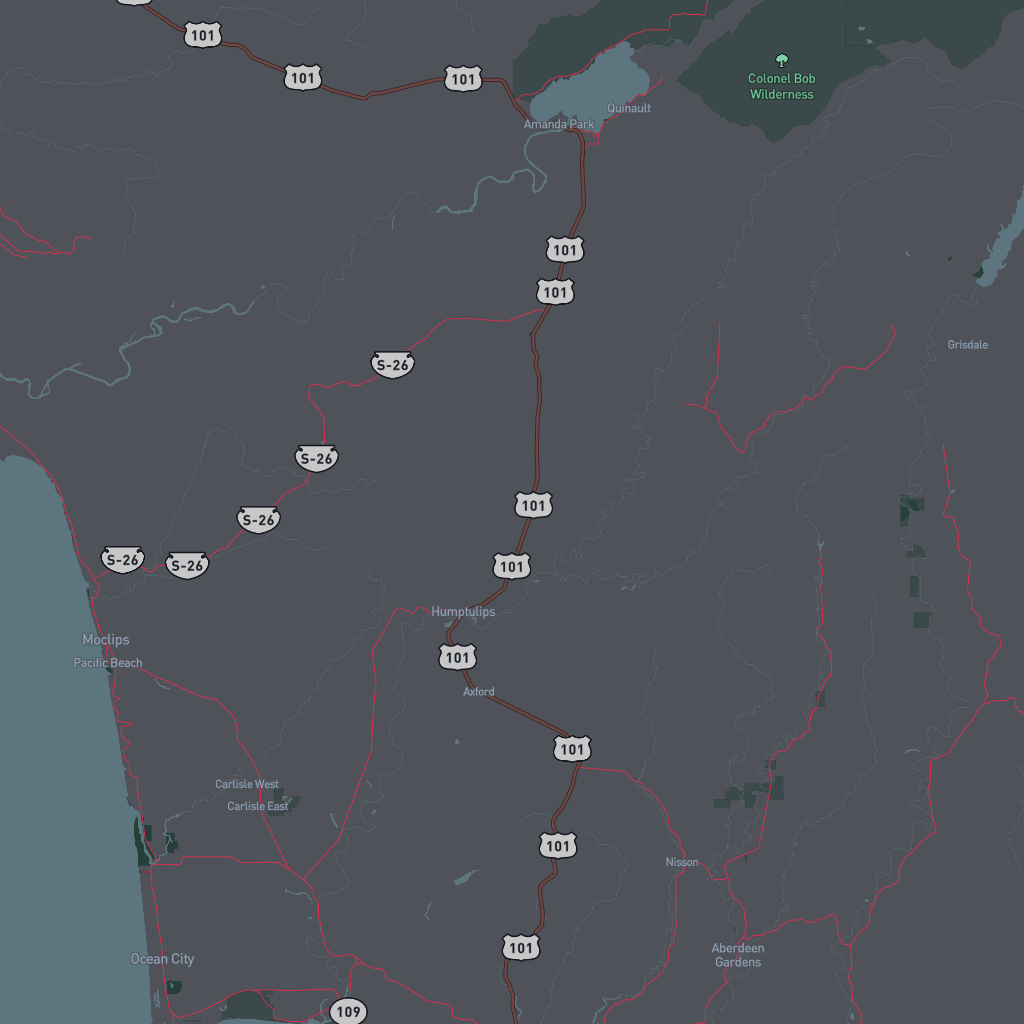 101
101
101
Colonel Bob
Wilderness
Quinault
Amanda Park
101
101
Grisdale
S-26
S-26
101
S-26
S-26
S-26
101
Humptulips
Moclips
Pacific Beach
101
Axford
101
Carlisle West
Carlisle East
101
Nisson
101
Aberdeen
Gardens
Ocean City
109